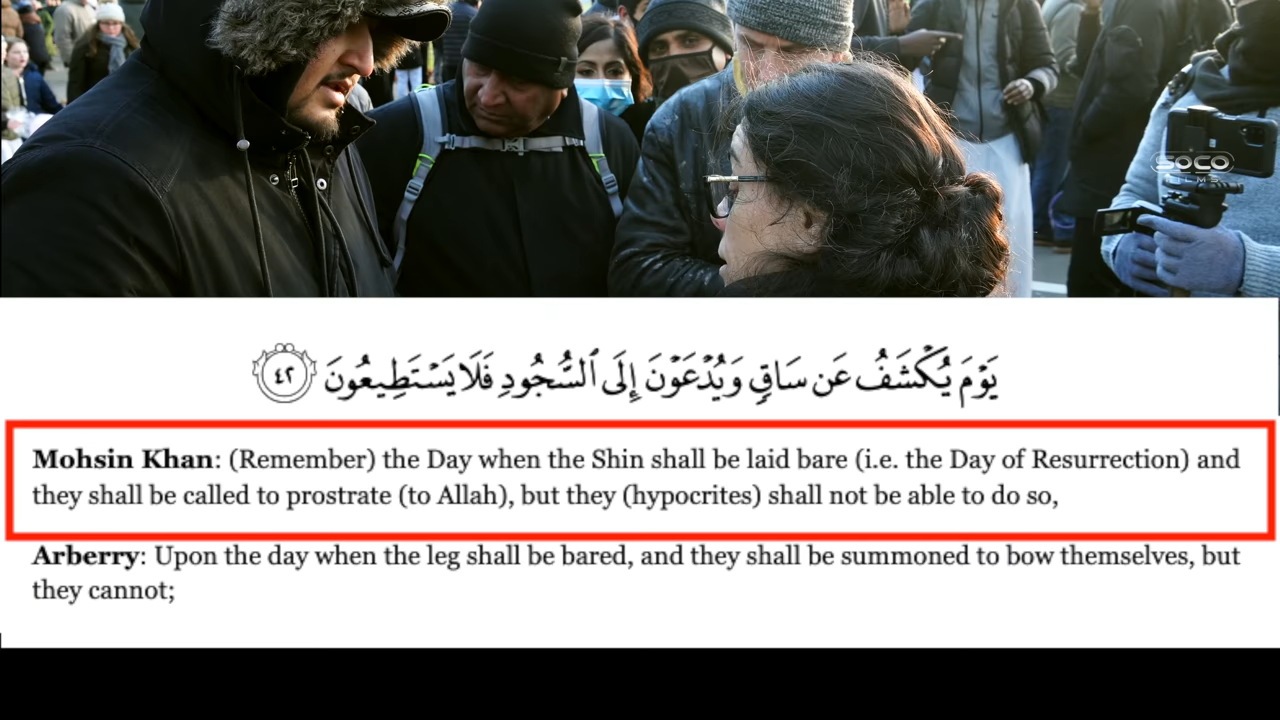 SOCO
FILMS
يَوْمَ يُكْشَفُ عَن سَاقٍ وَيُدْعَوْنَ إِلَى ٱلسُّجُودِ فَلَا يَسْتَطِيعُونَ ٤٢
Mohsin Khan: (Remember) the Day when the Shin shall be laid bare (i.e. the Day of Resurrection) and
they shall be called to prostrate (to Allah), but they (hypocrites) shall not be able to do so,
Arberry: Upon the day when the leg shall be bared, and they shall be summoned to bow themselves, but
they cannot;